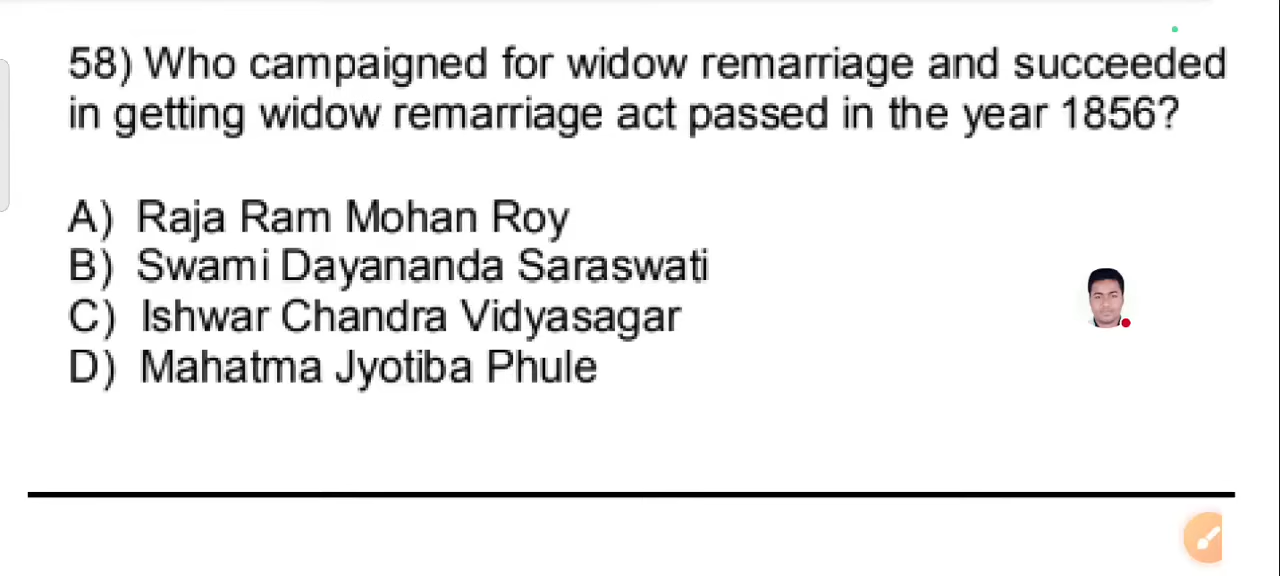 58) Who campaigned for widow remarriage and succeeded
in getting widow remarriage act passed in the year 1856?
A) Raja Ram Mohan Roy
B) Swami Dayananda Saraswati
C) Ishwar Chandra Vidyasagar
D) Mahatma Jyotiba Phule